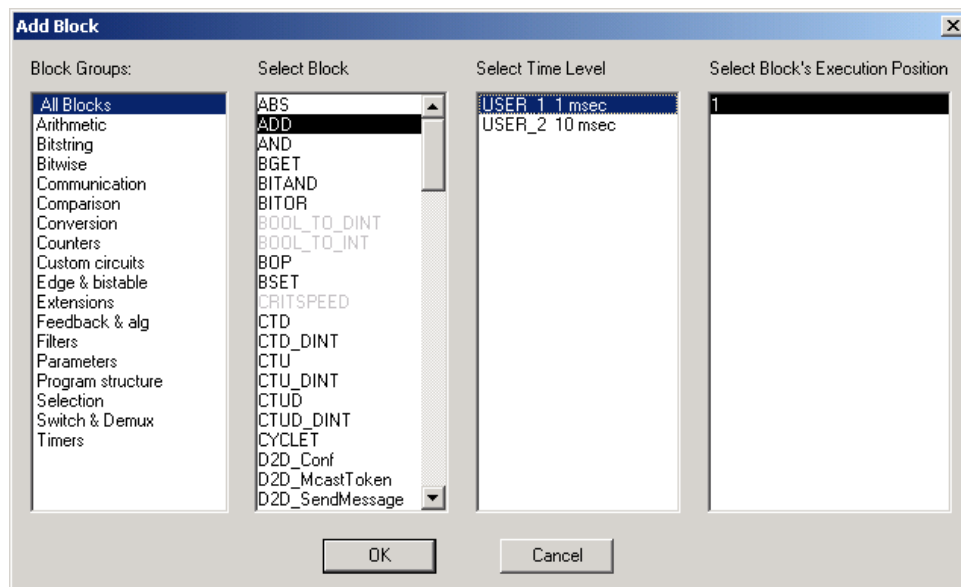 Add Block
Block Groups:
Select Block
Select Time Level
Select Block's Execution Position
All Blocks
Arithmetic
Bitstring
Bitwise
Communication
Comparison
Conversion
Counters
Custom circuits
Edge & bistable
Extensions
Feedback & alg
Filters
Parameters
Program structure
Selection
Switch & Demux
Timers
ABS
ADD
AND
BGET
BITAND
BITOR
BOOL_TO_DINT
BOOL_TO_INT
BOP
BSET
CRITSPEED
CTD
CTD_DINT
CTU
CTU_DINT
CTUD
CTUD_DINT
CYCLET
D2D_Conf
D2D_McastToken
D2D_SendMessage
USER_1 1 msec
USER_2 10 msec
1
OK
Cancel